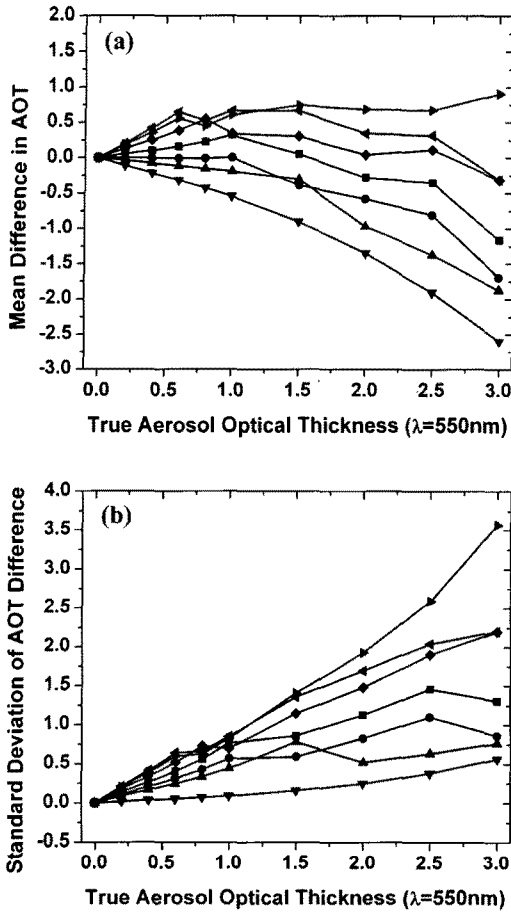 (a)
Mean Difference in AOT
2.0
1.5
1.0
0.5
0.0
-0.5
-1.0
-1.5
-2.0
-2.5
-3.0
0.0 0.5 1.0 1.5 2.0 2.5 3.0
True Aerosol Optical Thickness (λ=550nm)
(b)
Standard Deviation of AOT Difference
4.0
3.5
3.0
2.5
2.0
1.5
1.0
0.5
0.0
-0.5
0.0 0.5 1.0 1.5 2.0 2.5 3.0
True Aerosol Optical Thickness (λ=550nm)